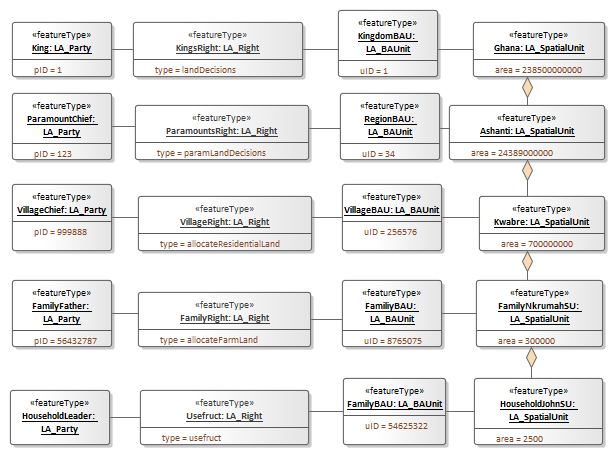 «featureType»
King: LA_Party
pID = 1
«featureType»
KingsRight: LA_Right
type = landDecisions
«featureType»
KingdomBAU:
LA_BAUnit
uID = 1
«featureType»
Ghana: LA_SpatialUnit
area = 238500000000
«featureType»
ParamountChief:
LA_Party
pID = 123
«featureType»
ParamountsRight: LA_Right
type = paramLandDecisions
«featureType»
RegionBAU:
LA_BAUnit
uID = 34
«featureType»
Ashanti: LA_SpatialUnit
area = 24389000000
«featureType»
VillageChief: LA_Party
pID = 999888
«featureType»
VillageRight: LA_Right
type = allocateResidentialLand
«featureType»
VillageBAU: LA_BAUnit
uID = 256576
«featureType»
Kwabre: LA_SpatialUnit
area = 700000000
«featureType»
FamilyFather:
LA_Party
pID = 56432787
«featureType»
FamilyRight: LA_Right
type = allocateFarmLand
«featureType»
FamiliyBAU:
LA_BAUnit
uID = 8765075
«featureType»
FamilyNkrumahSU:
LA_SpatialUnit
area = 300000
«featureType»
HouseholdLeader:
LA_Party
«featureType»
Usefruct: LA_Right
type = usefruct
«featureType»
FamilyBAU: LA_BAUnit
uID = 54625322
«featureType»
HouseholdJohnSU:
LA_SpatialUnit
area = 2500